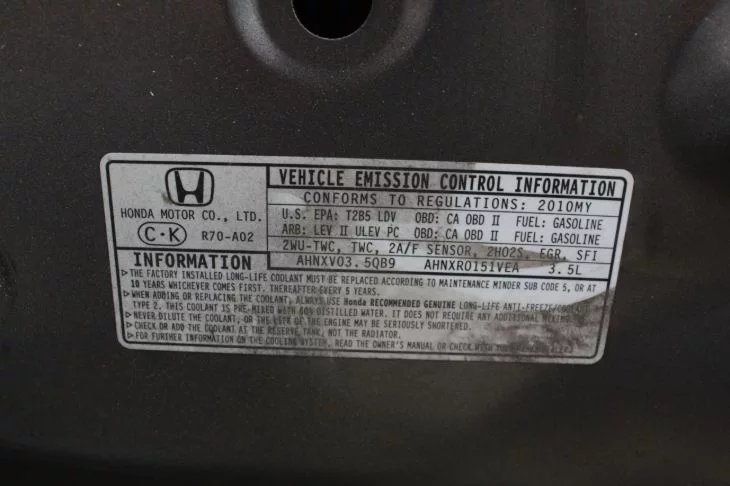 VEHICLE EMISSION CONTROL INFORMATION
CONFORMS TO REGULATIONS: 2010MY
HONDA MOTOR CO., LTD.
U.S. EPA: T2B5 LDV OBD: CA OBD II FUEL: GASOLINE
ARB: LEV II ULEV PC OBD: CA OBD II FUEL: GASOLINE
C·K R70-A02
2WU-TWC, TWC, 2A/F SENSOR, 2HO2S, EGR, SFI
INFORMATION
AHNXV03.5QB9 AHNXR0151VEA 3.5L
▷THE FACTORY INSTALLED LONG-LIFE COOLANT MUST BE REPLACED ACCORDING TO MAINTENANCE MINDER SUB CODE 5, OR AT
10 YEARS WHICHEVER COMES FIRST. THEREAFTER EVERY 5 YEARS.
▷WHEN ADDING OR REPLACING THE COOLANT, ALWAYS USE Honda RECOMMENDED GENUINE LONG-LIFE ANTI-FREEZE/COOLANT
TYPE 2. THIS COOLANT IS PRE-MIXED WITH 50% DISTILLED WATER. IT DOES NOT REQUIRE ANY ADDITIONAL MIXING.
▷NEVER DILUTE THE COOLANT, OR THE LIFE OF THE ENGINE MAY BE SERIOUSLY SHORTENED.
▷CHECK OR ADD THE COOLANT AT THE RESERVE TANK, NOT THE RADIATOR.
▷FOR FURTHER INFORMATION ON THE COOLING SYSTEM, READ THE OWNER'S MANUAL OR CHECK WITH